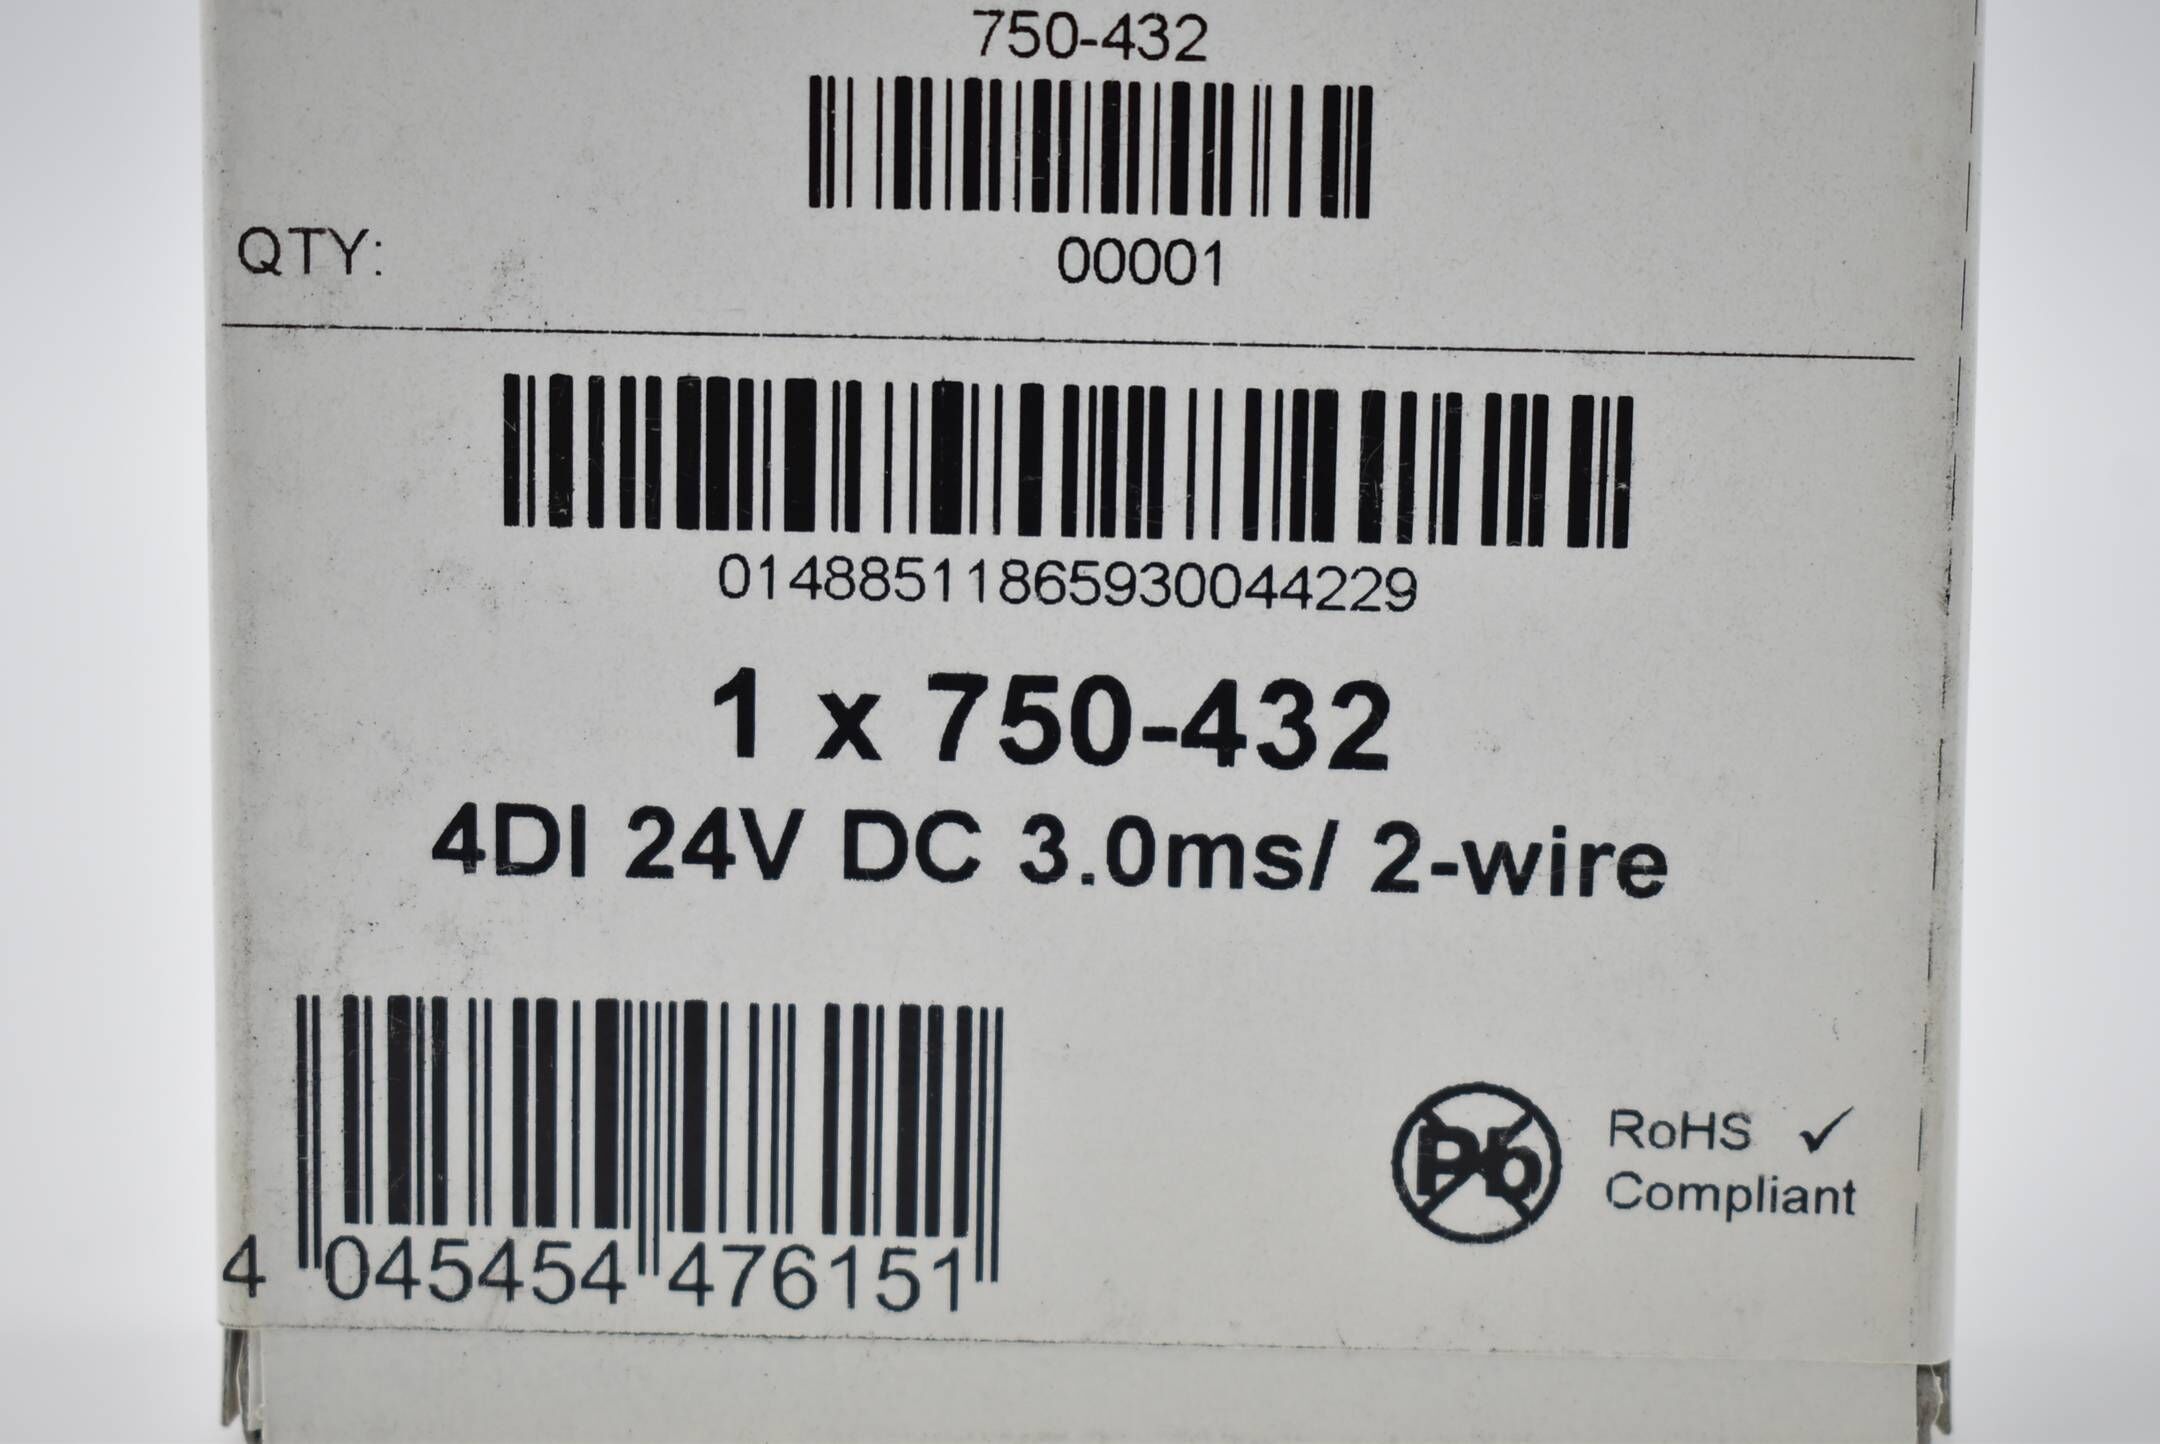 750-432
QTY:
00001
01488511865930044229
1 x 750-432
4DI 24V DC 3.0ms/ 2-wire
4 045454 476151
Pb
RoHS ✓
Compliant